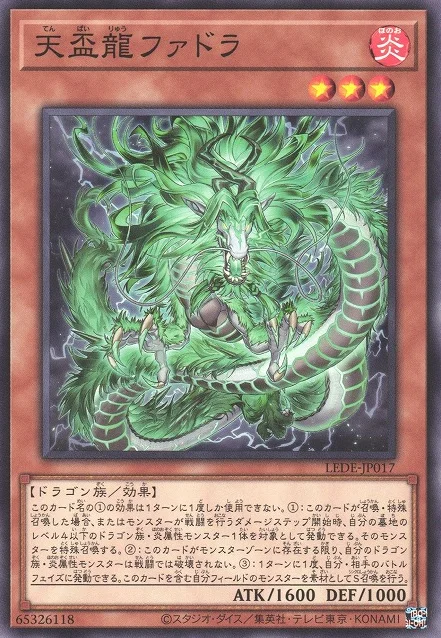 天盃龍ファドラ
てん ぱい りゅう
炎
ほのお
LEDE-JP017
【ドラゴン族／効果】
このカード名の①の効果は1ターンに1度しか使用できない。①：このカードが召喚・特殊
召喚した場合、またはモンスターが戦闘を行うダメージステップ開始時、自分の墓地の
レベル4以下のドラゴン族・炎属性モンスター1体を対象として発動できる。そのモンス
ターを特殊召喚する。②：このカードがモンスターゾーンに存在する限り、自分のドラゴン
族・炎属性モンスターは戦闘では破壊されない。③：1ターンに1度、自分・相手のバトル
フェイズに発動できる。このカードを含む自分フィールドのモンスターを素材としてS召喚を行う。
ATK/1600 DEF/1000
65326118
©スタジオ・ダイス／集英社・テレビ東京・KONAMI